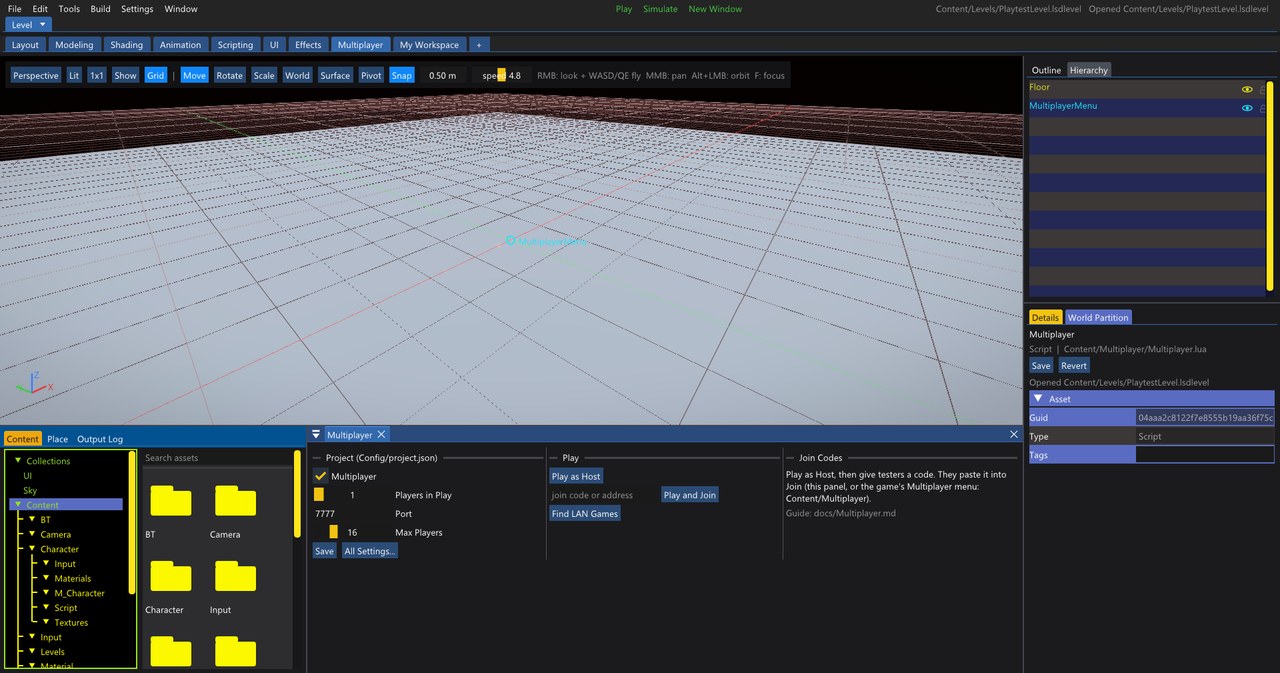 File Edit Tools Build Settings Window Play Simulate New Window Content/Levels/PlaytestLevel.lsdlevel Opened Content/Levels/PlaytestLevel.lsdlevel
Level
Layout Modeling Shading Animation Scripting UI Effects Multiplayer My Workspace +
Perspective Lit 1x1 Show Grid | Move Rotate Scale World Surface Pivot Snap 0.50 m speed 4.8 RMB: look + WASD/QE fly MMB: pan Alt+LMB: orbit F: focus
Outline Hierarchy
Floor
MultiplayerMenu
MultiplayerMenu
Z
X
Details World Partition
Multiplayer
Script | Content/Multiplayer/Multiplayer.lua
Save Revert
Opened Content/Levels/PlaytestLevel.lsdlevel
Asset
Guid 04aaa2c8122f7e8555b19aa36f75c
Type Script
Tags
Content Place Output Log
Collections
UI
Sky
Content
BT
Camera
Character
Input
Materials
M_Character
Script
Textures
Input
Levels
Material
Search assets
BT Camera
Character Input
Multiplayer
Project (Config/project.json)
Multiplayer
1 Players in Play
7777 Port
16 Max Players
Save All Settings...
Play
Play as Host
join code or address Play and Join
Find LAN Games
Join Codes
Play as Host, then give testers a code. They paste it into
Join (this panel, or the game's Multiplayer menu:
Content/Multiplayer).
Guide: docs/Multiplayer.md